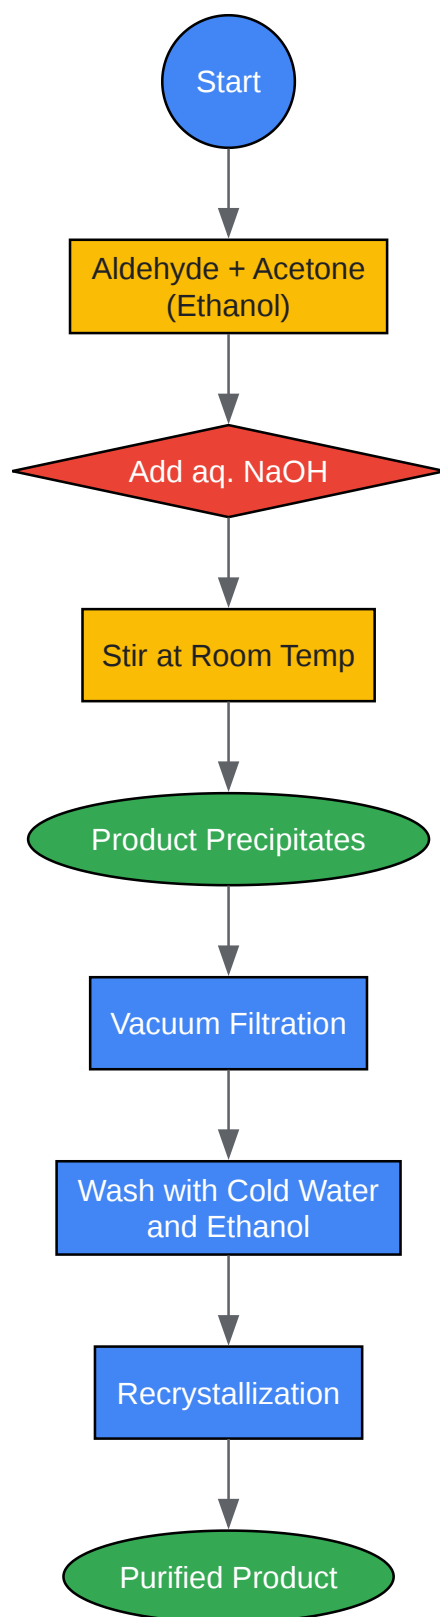 Start
Aldehyde + Acetone
(Ethanol)
Add aq. NaOH
Stir at Room Temp
Product Precipitates
Vacuum Filtration
Wash with Cold Water
and Ethanol
Recrystallization
Purified Product